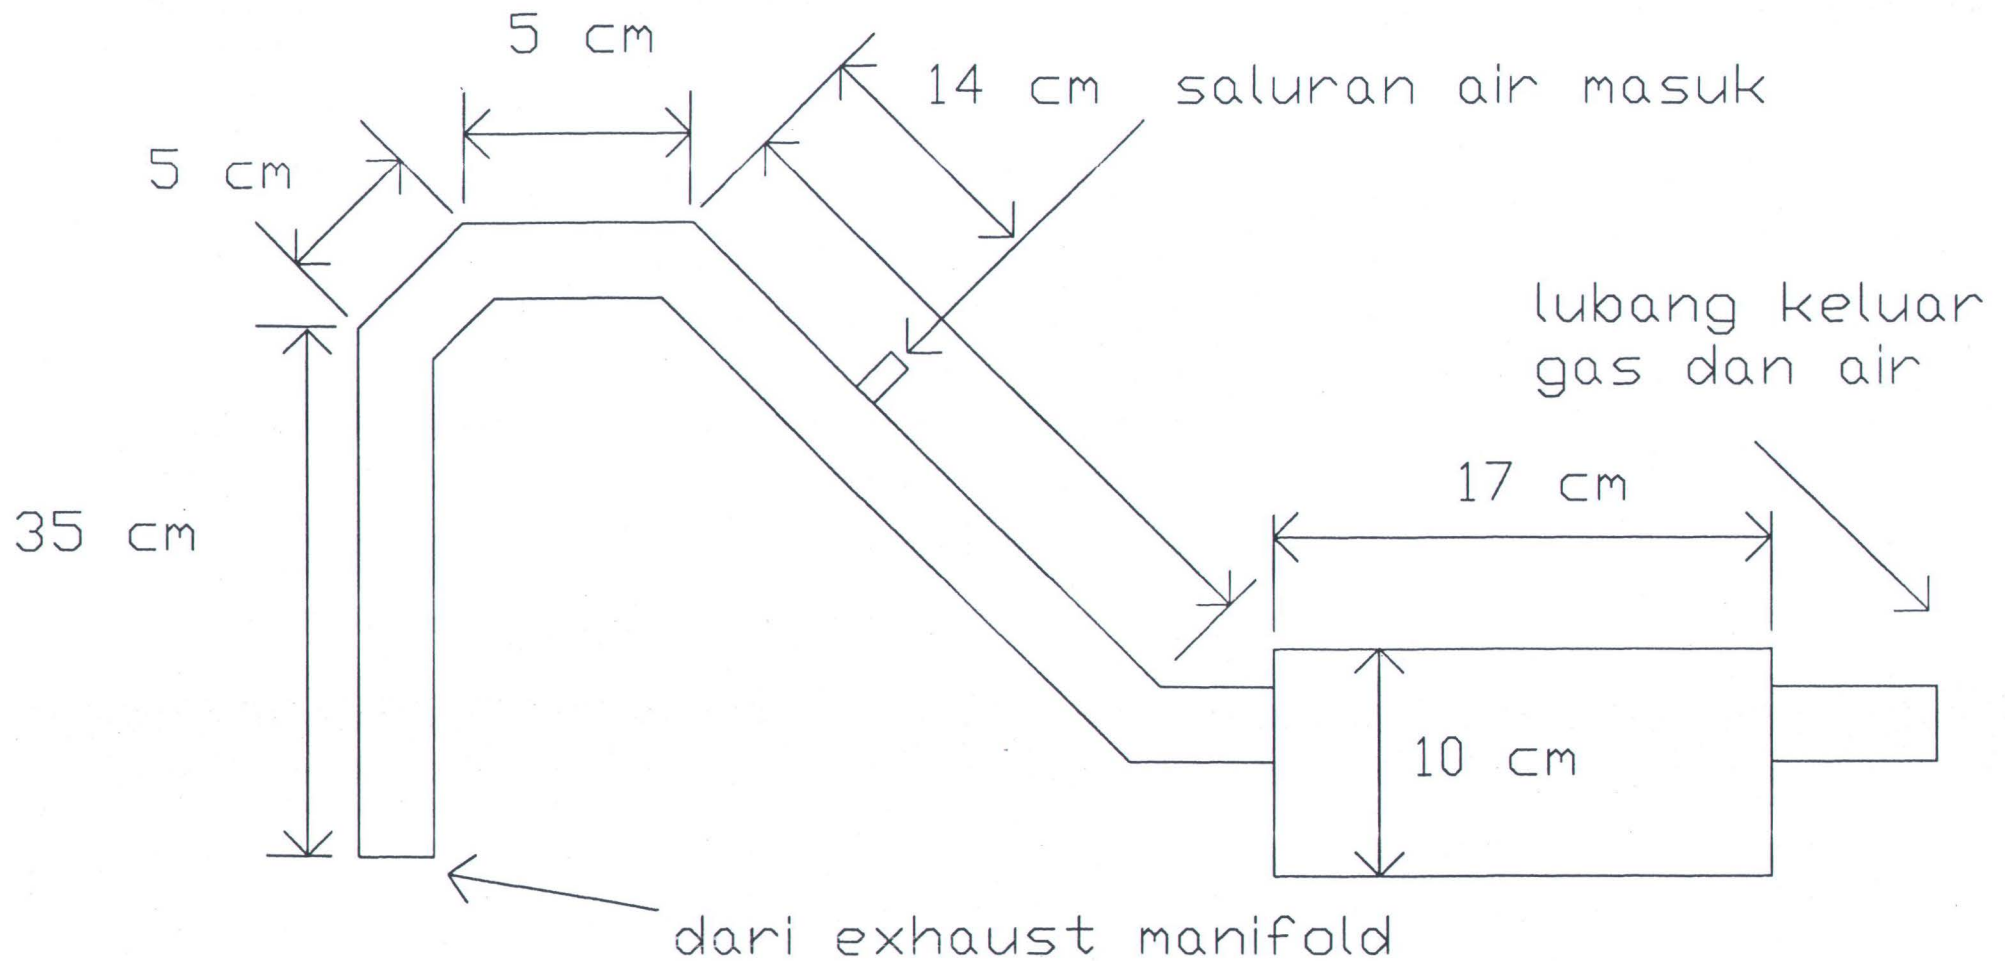 5 cm
14 cm
saluran air masuk
5 cm
lubang keluar
gas dan air
17 cm
35 cm
10 cm
dari exhaust manifold